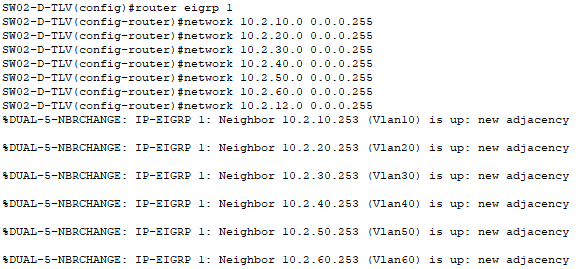 SW02-D-TLV(config)#router eigrp 1
SW02-D-TLV(config-router)#network 10.2.10.0 0.0.0.255
SW02-D-TLV(config-router)#network 10.2.20.0 0.0.0.255
SW02-D-TLV(config-router)#network 10.2.30.0 0.0.0.255
SW02-D-TLV(config-router)#network 10.2.40.0 0.0.0.255
SW02-D-TLV(config-router)#network 10.2.50.0 0.0.0.255
SW02-D-TLV(config-router)#network 10.2.60.0 0.0.0.255
SW02-D-TLV(config-router)#network 10.2.12.0 0.0.0.255
%DUAL-5-NBRCHANGE: IP-EIGRP 1: Neighbor 10.2.10.253 (Vlan10) is up: new adjacency
%DUAL-5-NBRCHANGE: IP-EIGRP 1: Neighbor 10.2.20.253 (Vlan20) is up: new adjacency
%DUAL-5-NBRCHANGE: IP-EIGRP 1: Neighbor 10.2.30.253 (Vlan30) is up: new adjacency
%DUAL-5-NBRCHANGE: IP-EIGRP 1: Neighbor 10.2.40.253 (Vlan40) is up: new adjacency
%DUAL-5-NBRCHANGE: IP-EIGRP 1: Neighbor 10.2.50.253 (Vlan50) is up: new adjacency
%DUAL-5-NBRCHANGE: IP-EIGRP 1: Neighbor 10.2.60.253 (Vlan60) is up: new adjacency